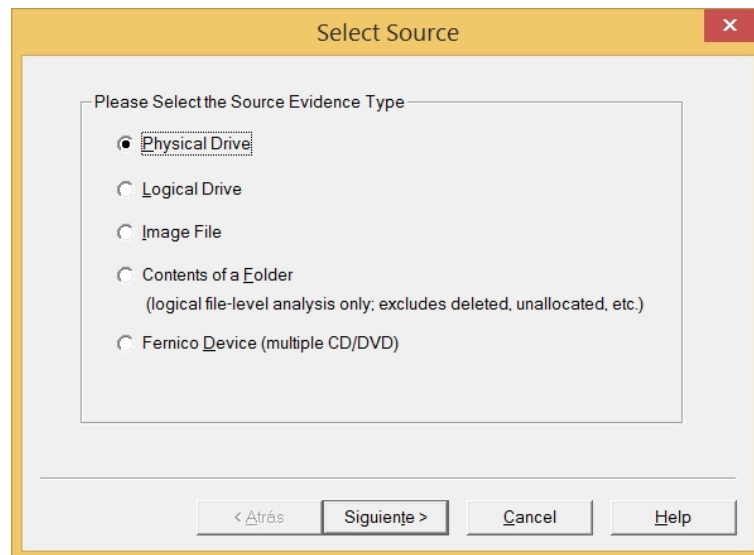 Select Source
Please Select the Source Evidence Type
Physical Drive
Logical Drive
Image File
Contents of a Folder
(logical file-level analysis only; excludes deleted, unallocated, etc.)
Fernico Device (multiple CD/DVD)
< Atrás Siguiente > Cancel Help